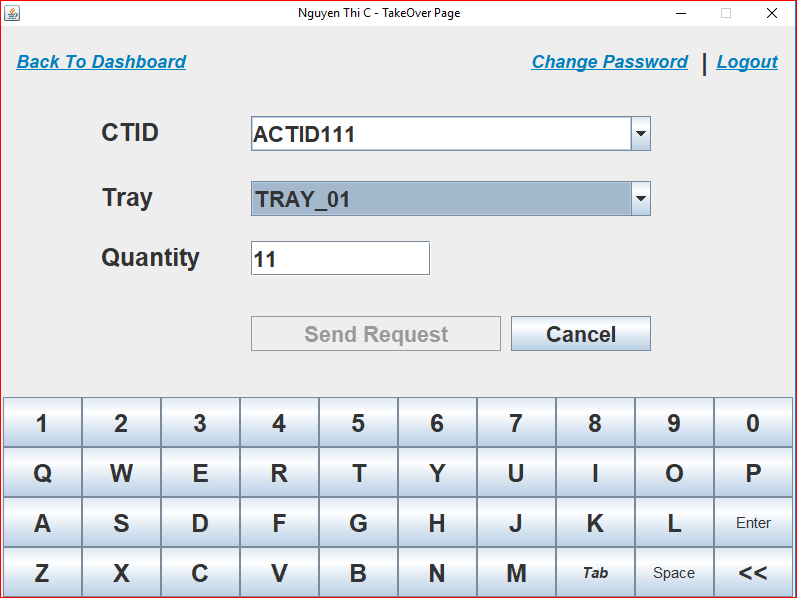 Nguyen Thi C - TakeOver Page
Back To Dashboard Change Password | Logout
CTID ACTID111
Tray TRAY_01
Quantity 11
Send Request Cancel
1 2 3 4 5 6 7 8 9 0
Q W E R T Y U I O P
A S D F G H J K L Enter
Z X C V B N M Tab Space <<